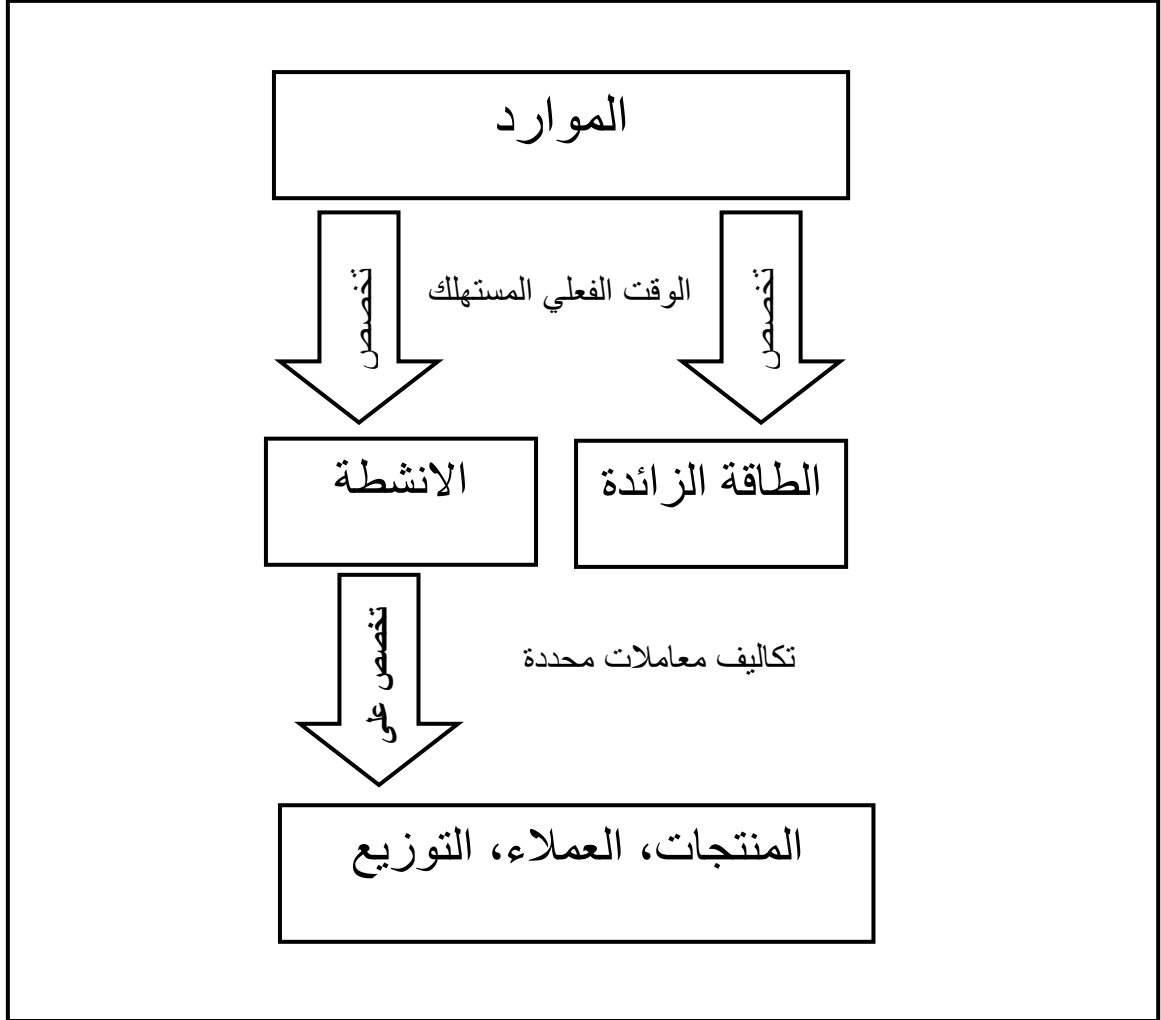 الموارد
تخصص
الوقت الفعلي المستهلك
تخصص
الطاقة الزائدة
الانشطة
تخصص على
تكاليف معاملات محددة
المنتجات، العملاء، التوزيع